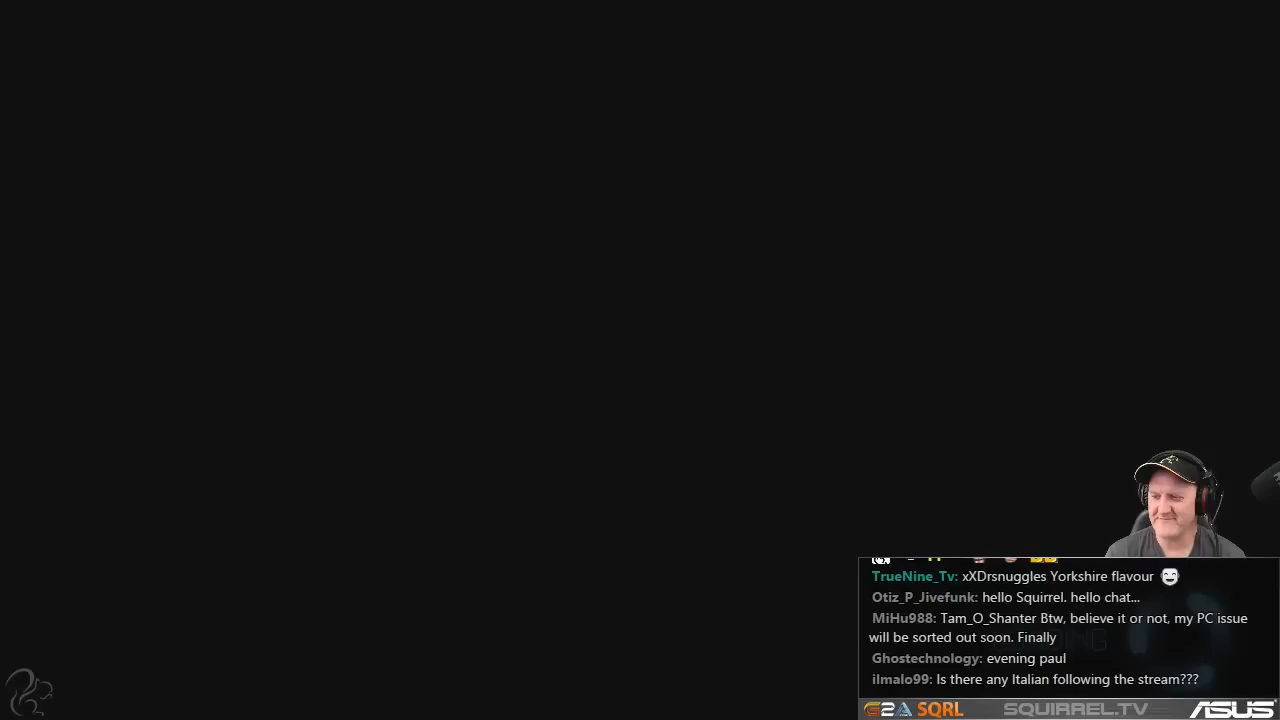 TrueNine_Tv: xXDrsnuggles Yorkshire flavour
Otiz_P_Jivefunk: hello Squirrel. hello chat...
MiHu988: Tam_O_Shanter Btw, believe it or not, my PC issue
will be sorted out soon. Finally
Ghostechnology: evening paul
ilmalo99: Is there any Italian following the stream???
G2A SQRL SQUIRREL.TV ASUS